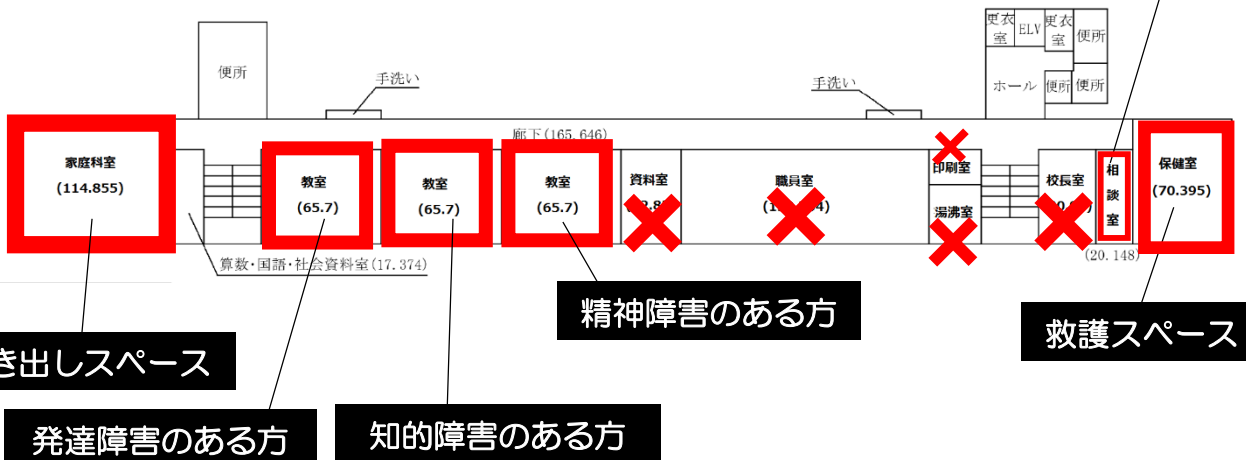 更衣
室
ELV
更衣
室
便所
便所
手洗い
手洗い
ホール
便所
便所
廊下(165.646)
家庭科室
(114.855)
教室
(65.7)
教室
(65.7)
教室
(65.7)
資料室
職員室
印刷室
湯沸室
校長室
相
談
室
保健室
(70.395)
(20.148)
算数・国語・社会資料室(17.374)
精神障害のある方
救護スペース
き出しスペース
発達障害のある方
知的障害のある方